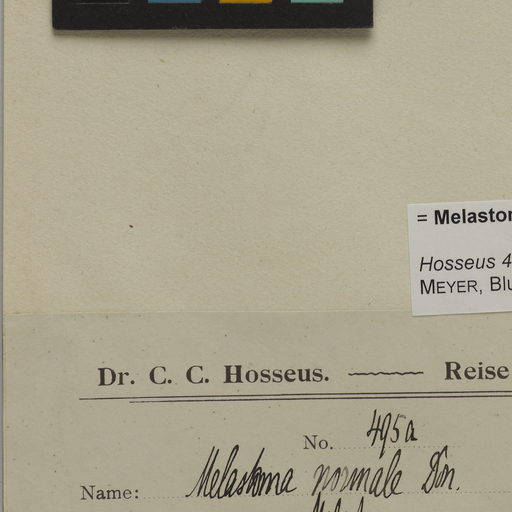 = Melaston
Hosseus 4
MEYER, Blu
Dr. C. C. Hosseus. Reise
No. 495a
Name: Melastoma normale Don.